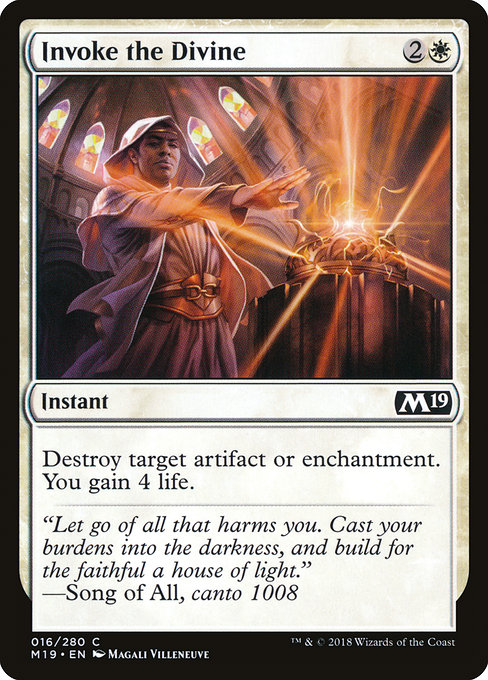 Invoke the Divine 2
Instant M19
Destroy target artifact or enchantment.
You gain 4 life.
“Let go of all that harms you. Cast your
burdens into the darkness, and build for
the faithful a house of light.”
—Song of All, canto 1008
016/280 C ™ & © 2018 Wizards of the Coast
M19 • EN Magali Villeneuve